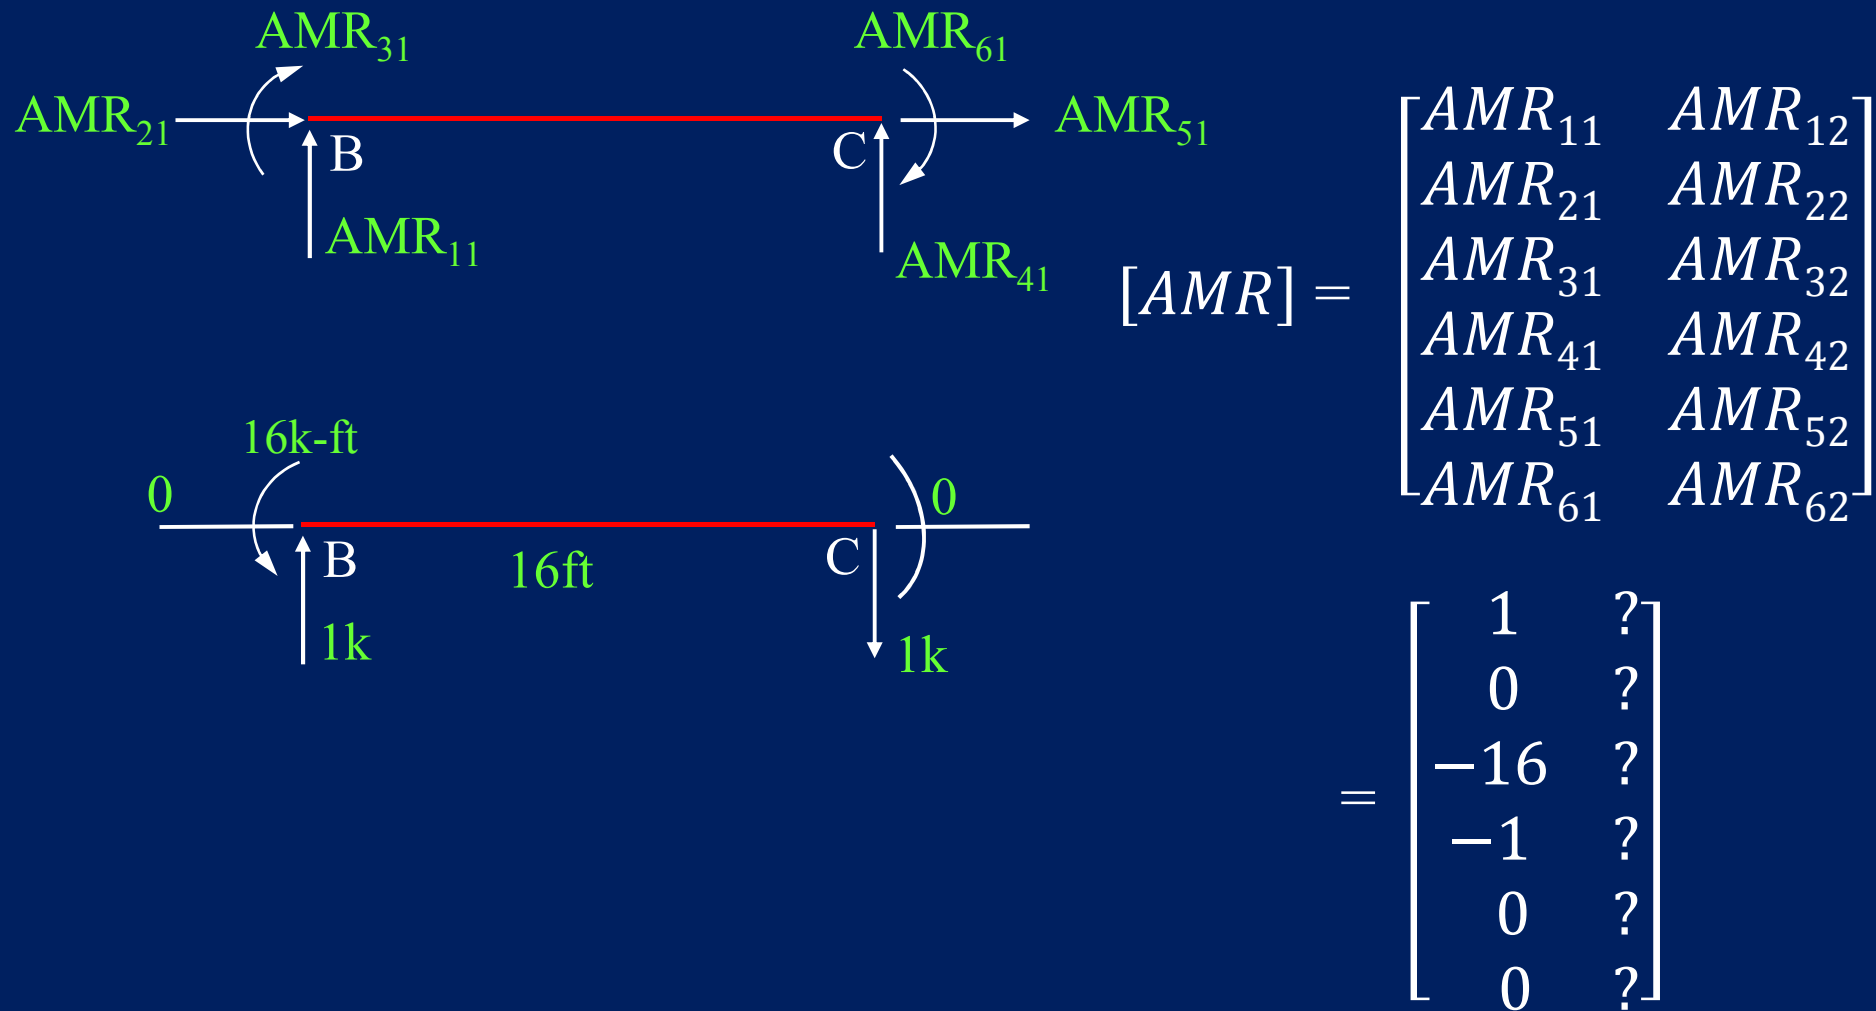 AMR₃₁ AMR₆₁
AMR₂₁ B C AMR₅₁
AMR₁₁ AMR₄₁
[AMR] =
AMR₁₁ AMR₁₂
AMR₂₁ AMR₂₂
AMR₃₁ AMR₃₂
AMR₄₁ AMR₄₂
AMR₅₁ AMR₅₂
AMR₆₁ AMR₆₂
16k-ft
0 0
B 16ft C
1k 1k
=
1 ?
0 ?
−16 ?
−1 ?
0 ?
0 ?